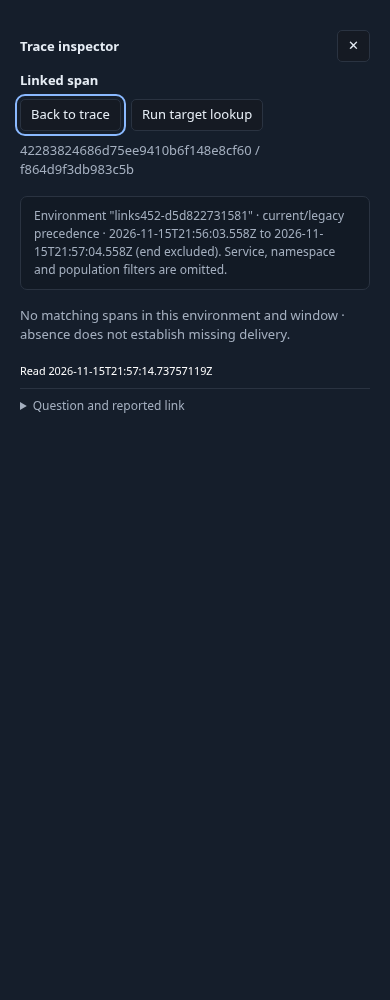 Trace inspector
✕
Linked span
Back to trace
Run target lookup
42283824686d75ee9410b6f148e8cf60 /
f864d9f3db983c5b
Environment "links452-d5d822731581" · current/legacy
precedence · 2026-11-15T21:56:03.558Z to 2026-11-
15T21:57:04.558Z (end excluded). Service, namespace
and population filters are omitted.
No matching spans in this environment and window ·
absence does not establish missing delivery.
Read 2026-11-15T21:57:14.73757119Z
▶ Question and reported link